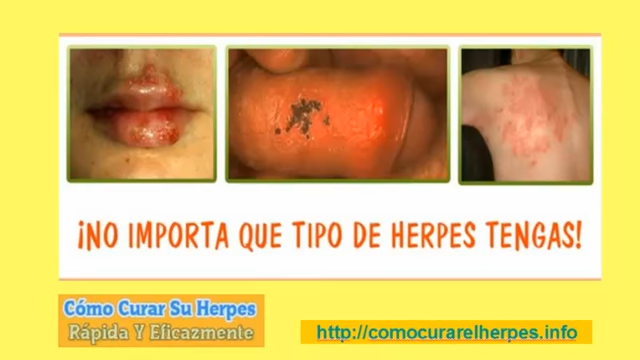 ¡NO IMPORTA QUE TIPO DE HERPES TENGAS!
Cómo Curar Su Herpes
Rápida Y Eficazmente
http://comocurarelherpes.info